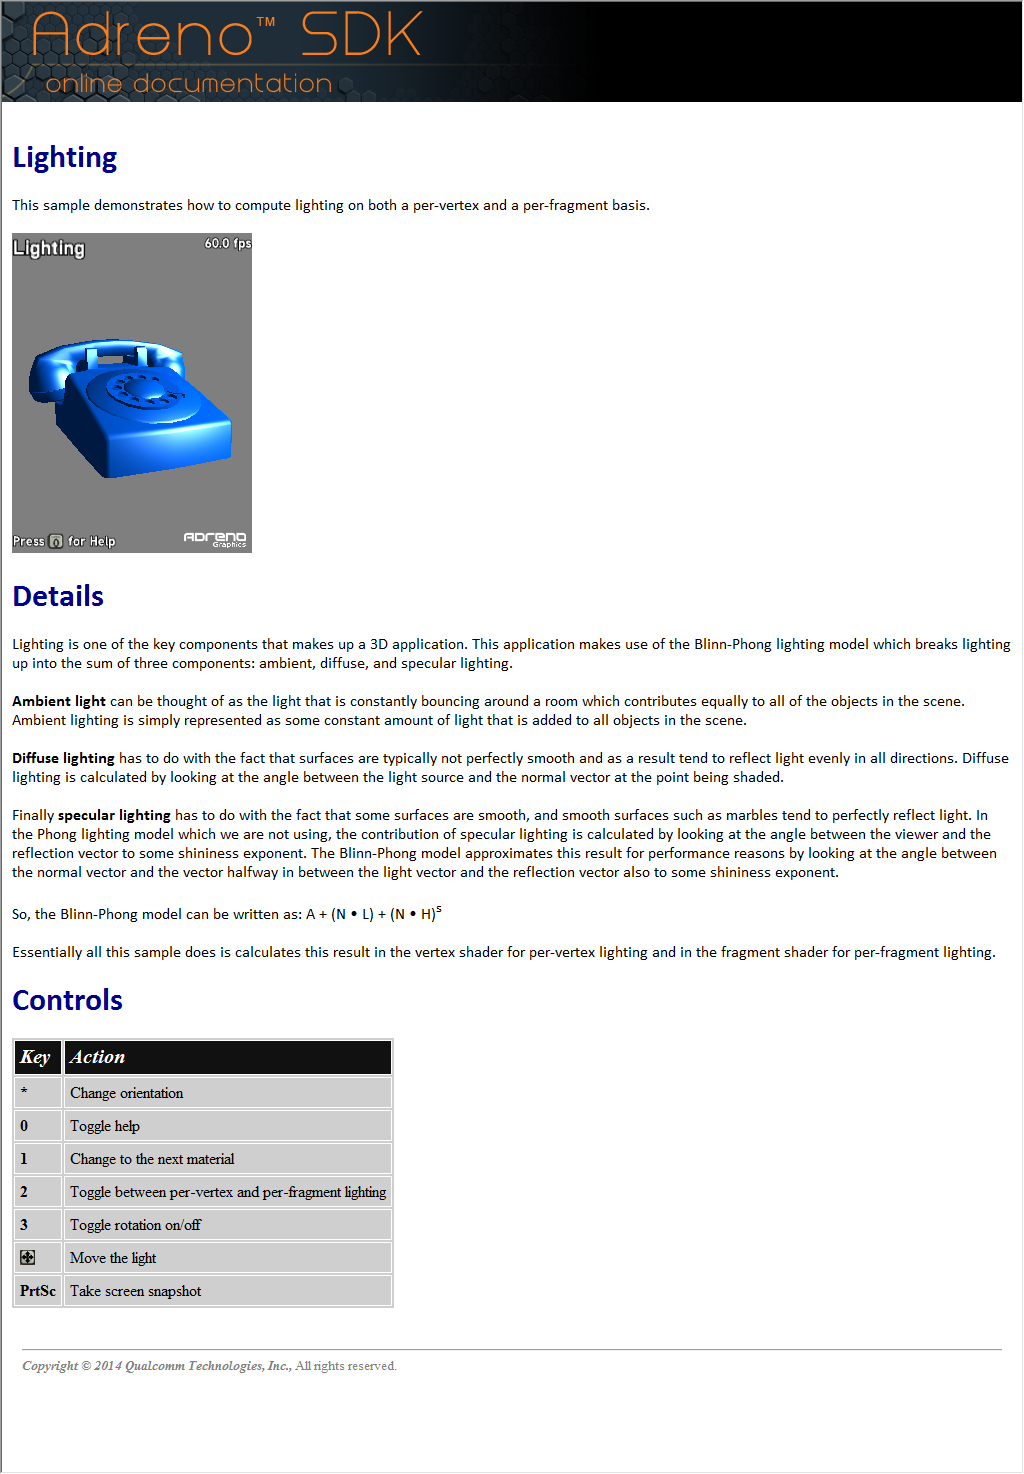 Adreno™ SDK
online documentation
Lighting
This sample demonstrates how to compute lighting on both a per-vertex and a per-fragment basis.
Lighting
60.0 fps
Press 0 for Help
ADRENO
Graphics
Details
Lighting is one of the key components that makes up a 3D application. This application makes use of the Blinn-Phong lighting model which breaks lighting
up into the sum of three components: ambient, diffuse, and specular lighting.
Ambient light can be thought of as the light that is constantly bouncing around a room which contributes equally to all of the objects in the scene.
Ambient lighting is simply represented as some constant amount of light that is added to all objects in the scene.
Diffuse lighting has to do with the fact that surfaces are typically not perfectly smooth and as a result tend to reflect light evenly in all directions. Diffuse
lighting is calculated by looking at the angle between the light source and the normal vector at the point being shaded.
Finally specular lighting has to do with the fact that some surfaces are smooth, and smooth surfaces such as marbles tend to perfectly reflect light. In
the Phong lighting model which we are not using, the contribution of specular lighting is calculated by looking at the angle between the viewer and the
reflection vector to some shininess exponent. The Blinn-Phong model approximates this result for performance reasons by looking at the angle between
the normal vector and the vector halfway in between the light vector and the reflection vector also to some shininess exponent.
So, the Blinn-Phong model can be written as: A + (N • L) + (N • H)s
Essentially all this sample does is calculates this result in the vertex shader for per-vertex lighting and in the fragment shader for per-fragment lighting.
Controls
Key Action
* Change orientation
0 Toggle help
1 Change to the next material
2 Toggle between per-vertex and per-fragment lighting
3 Toggle rotation on/off
Move the light
PrtSc Take screen snapshot
Copyright © 2014 Qualcomm Technologies, Inc., All rights reserved.